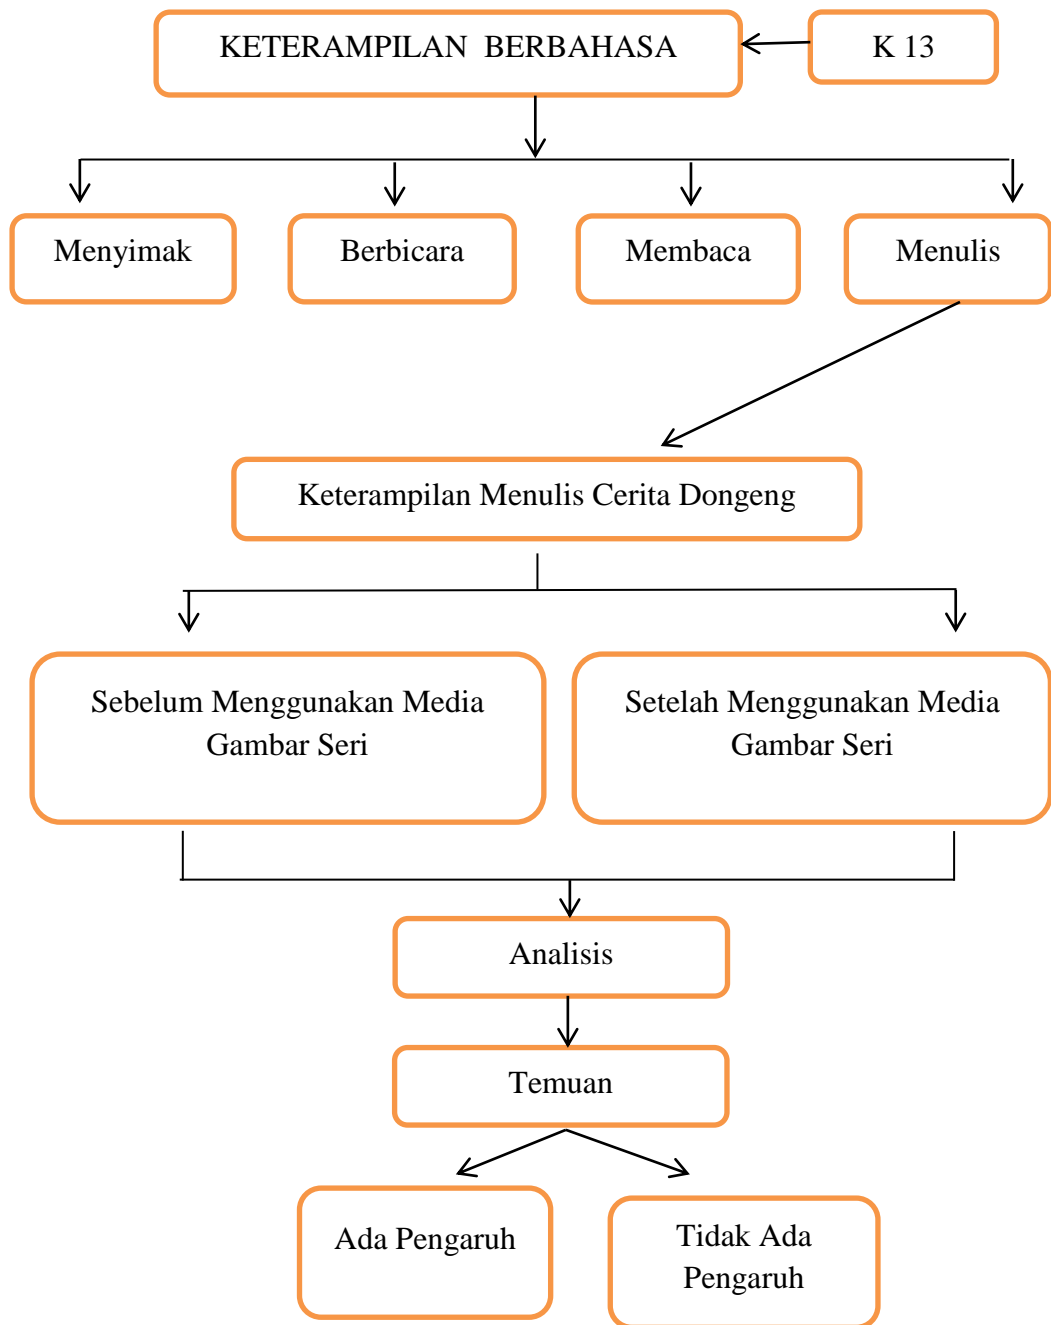 KETERAMPILAN BERBAHASA
K 13
Menyimak
Berbicara
Membaca
Menulis
Keterampilan Menulis Cerita Dongeng
Sebelum Menggunakan Media
Gambar Seri
Setelah Menggunakan Media
Gambar Seri
Analisis
Temuan
Ada Pengaruh
Tidak Ada
Pengaruh